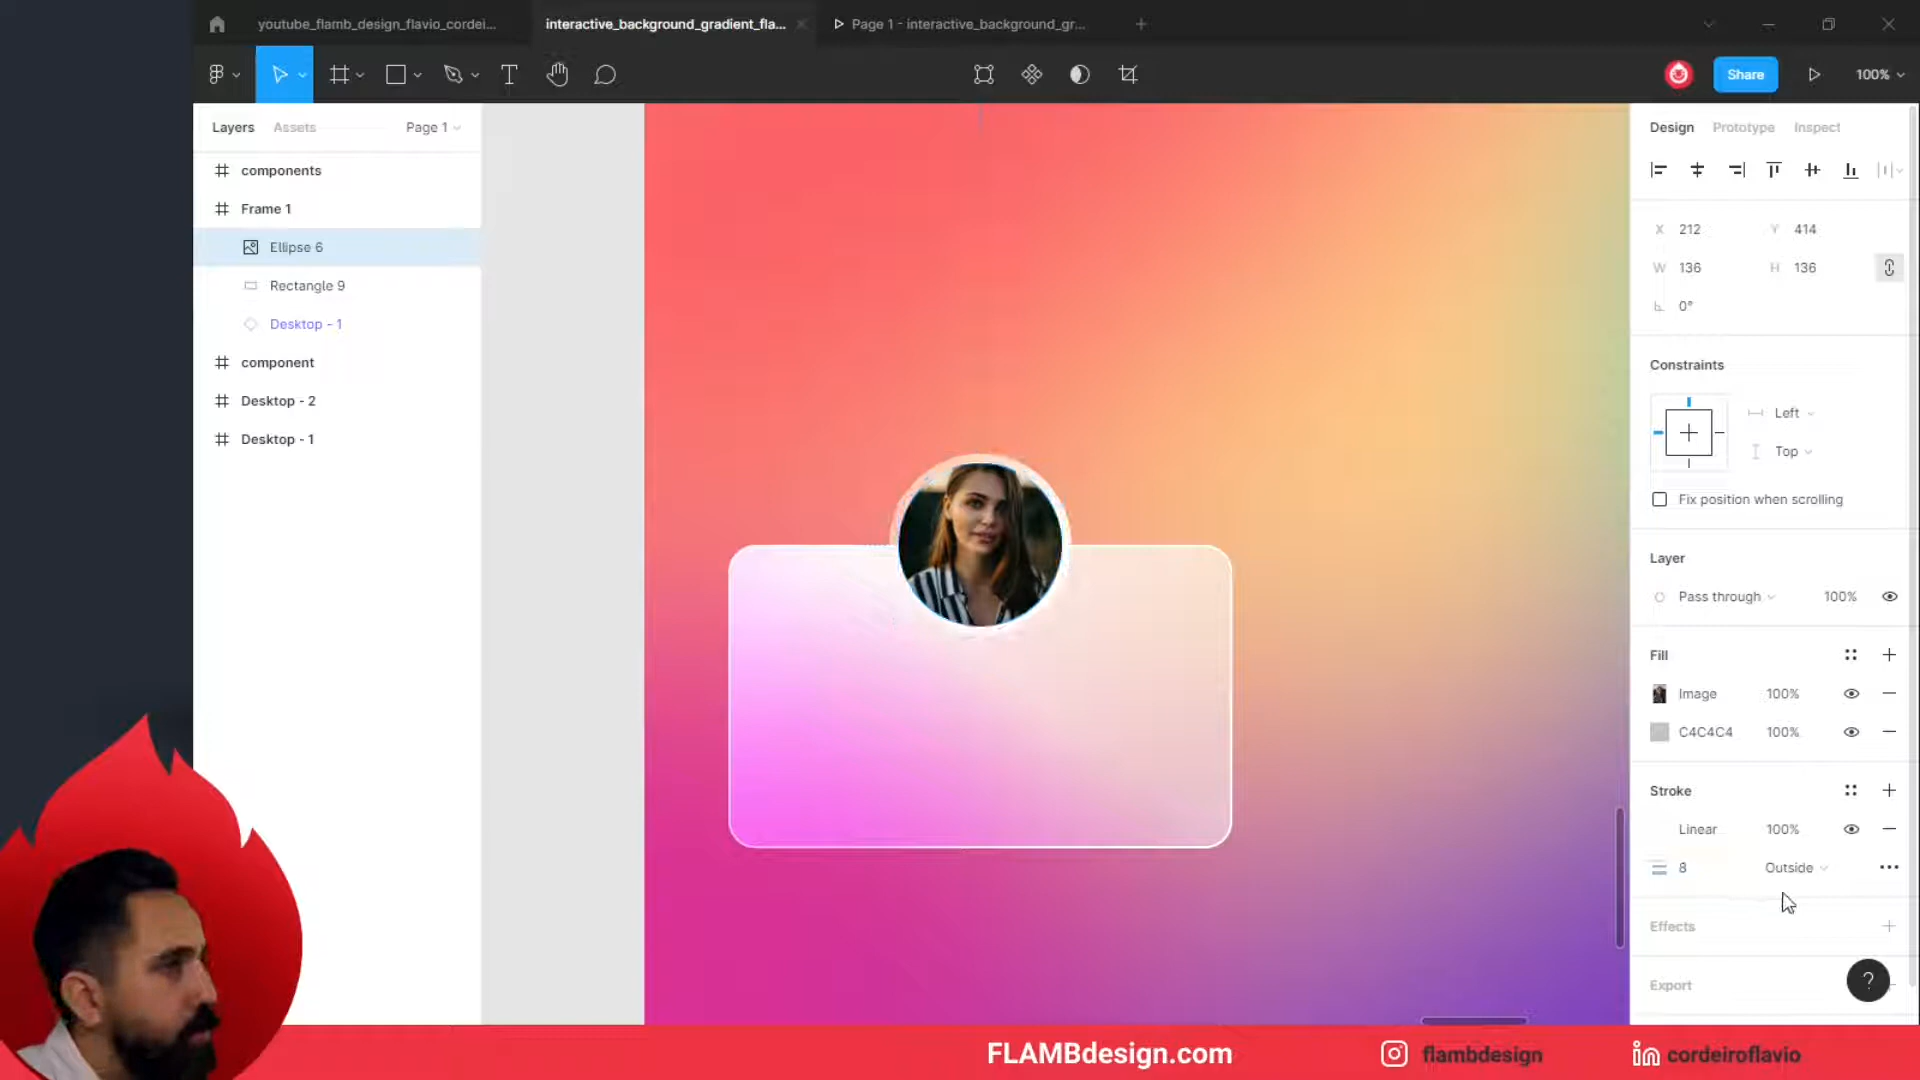 youtube_flamb_design_flavio_cordei...
interactive_background_gradient_fla...
Page 1 - interactive_background_gr...
Share
100%
Layers
Assets
Page 1
components
Frame 1
Ellipse 6
Rectangle 9
Desktop - 1
component
Desktop - 2
Desktop - 1
Design
Prototype
Inspect
X 212
Y 414
W 136
H 136
0°
Constraints
Left
Top
Fix position when scrolling
Layer
Pass through
100%
Fill
Image
100%
C4C4C4
100%
Stroke
Linear
100%
8
Outside
Effects
?
Export
FLAMBdesign.com
flambdesign
in cordeiroflavio